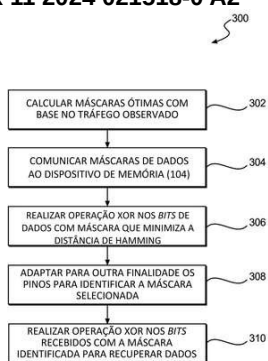 11 2024 021518-0 A2
300
CALCULAR MÁSCARAS ÓTIMAS COM
BASE NO TRÁFEGO OBSERVADO
302
COMUNICAR MÁSCARAS DE DADOS
AO DISPOSITIVO DE MEMÓRIA (104)
304
REALIZAR OPERAÇÃO XOR NOS BITS DE
DADOS COM MÁSCARA QUE MINIMIZA A
DISTÂNCIA DE HAMMING
306
ADAPTAR PARA OUTRA FINALIDADE OS
PINOS PARA IDENTIFICAR A MÁSCARA
SELECIONADA
308
REALIZAR OPERAÇÃO XOR NOS BITS
RECEBIDOS COM A MÁSCARA
IDENTIFICADA PARA RECUPERAR DADOS
310